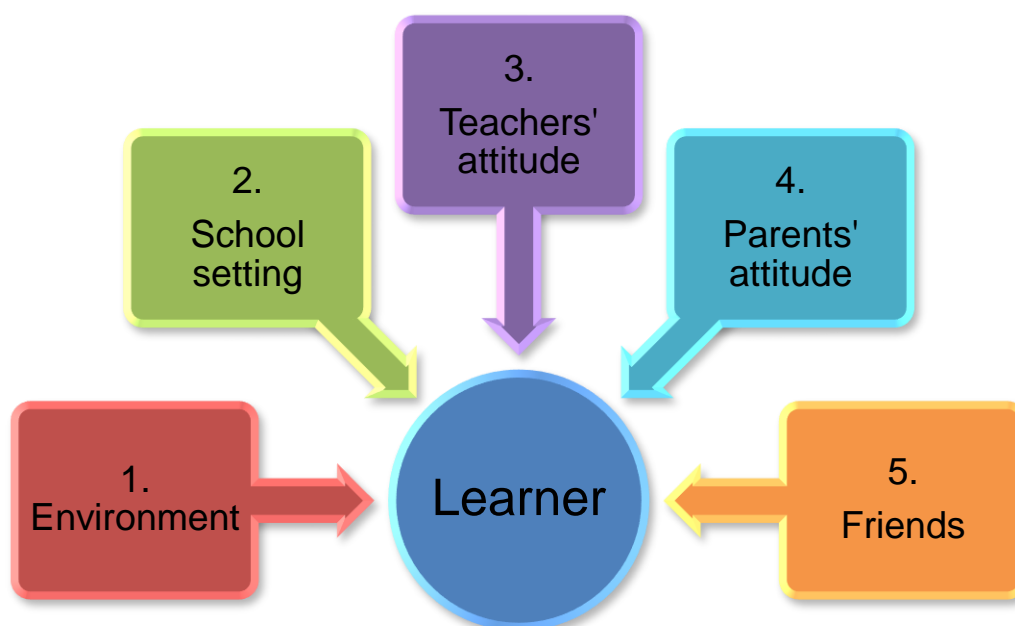 1.
Environment
2.
School
setting
3.
Teachers'
attitude
4.
Parents'
attitude
5.
Friends
Learner